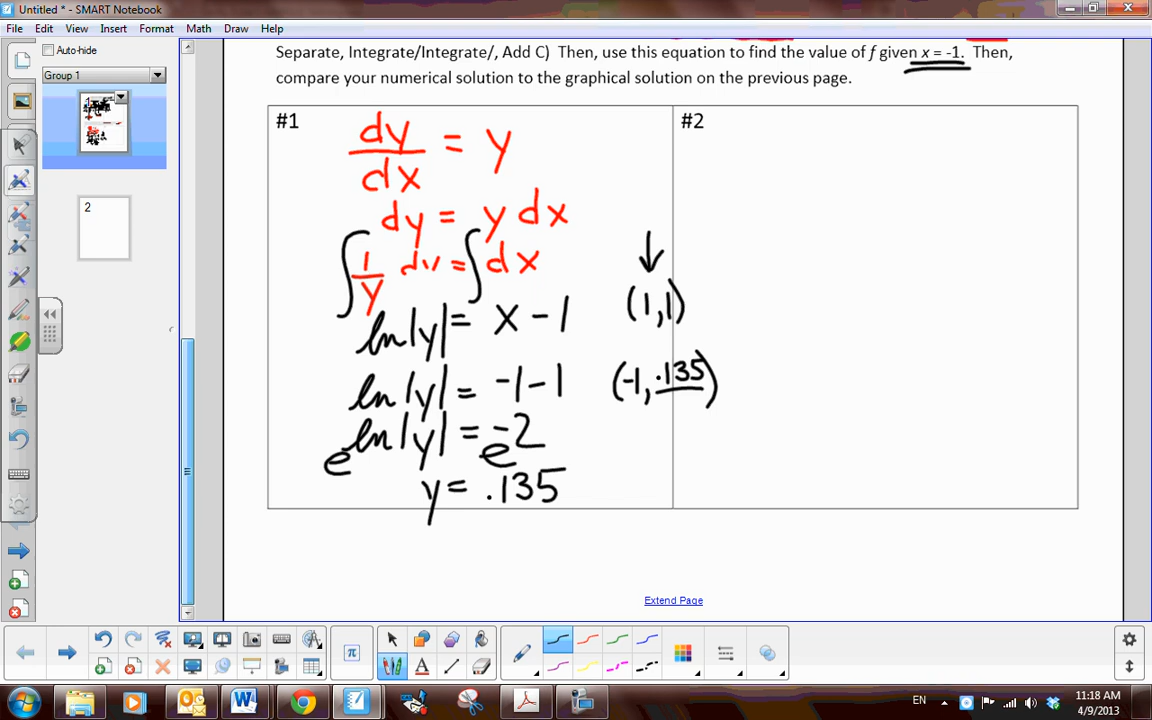 Untitled * - SMART Notebook
File Edit View Insert Format Math Draw Help
Auto-hide
Group 1
2
Separate, Integrate/Integrate/, Add C) Then, use this equation to find the value of f given x = -1. Then,
compare your numerical solution to the graphical solution on the previous page.
#1
#2
dy/dx = y
dy = y dx
∫ 1/y dy = ∫ dx
ln|y| = x - 1 (1,1)
ln|y| = -1-1 (-1, .135)
e^ln|y| = e^-2
y = .135
Extend Page
π
A
EN
11:18 AM
4/9/2013